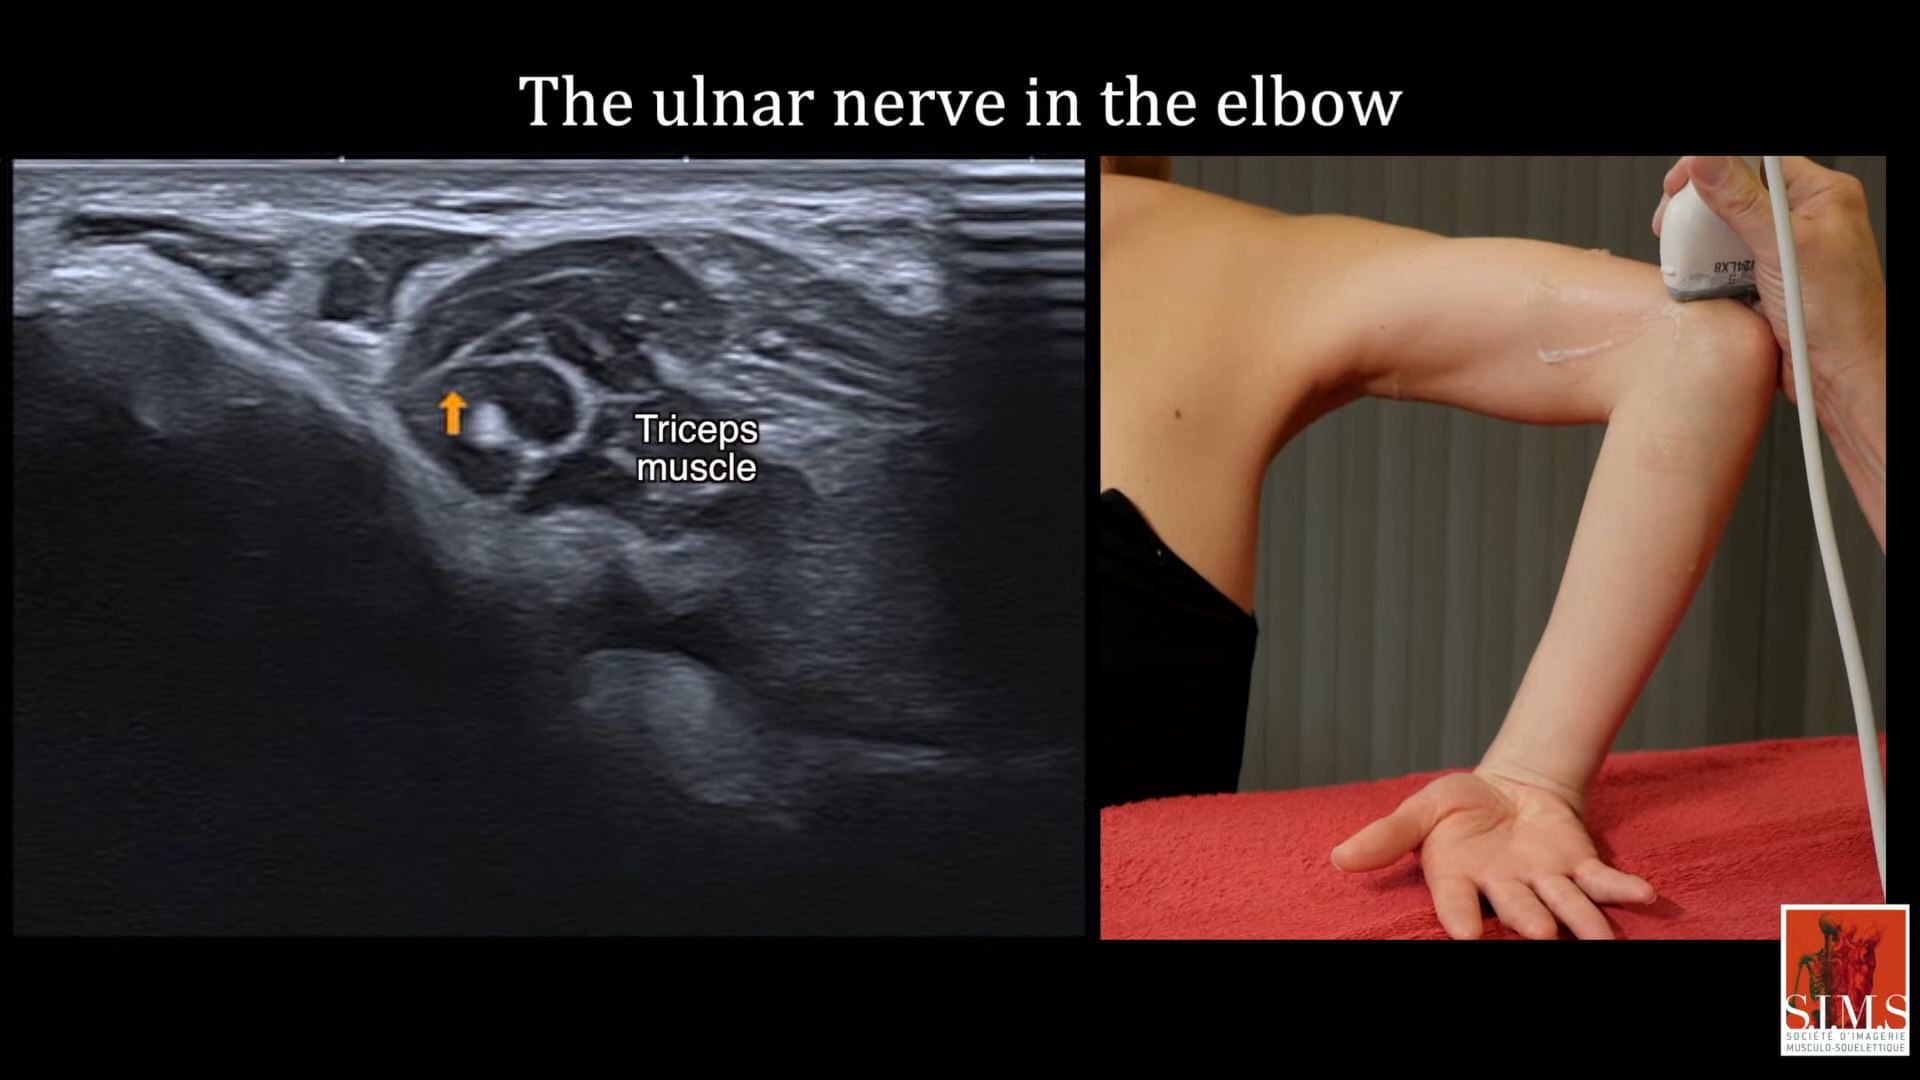 The ulnar nerve in the elbow
Triceps
muscle
S.I.M.S
SOCIÉTÉ D'IMAGERIE
MUSCULO-SQUELETTIQUE